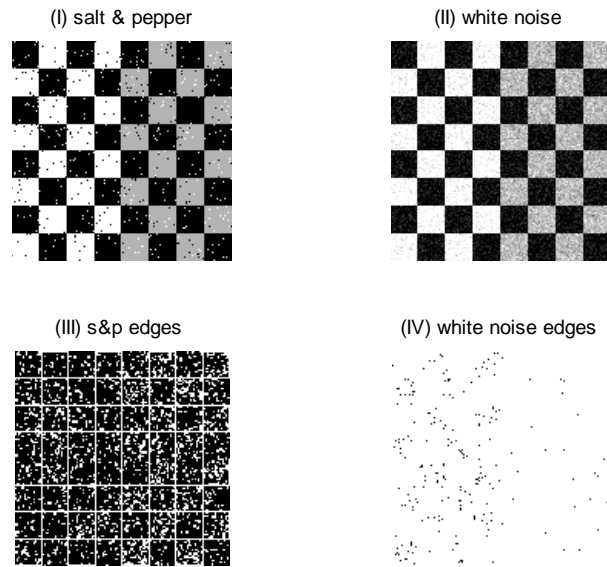 (I) salt & pepper
(II) white noise
(III) s&p edges
(IV) white noise edges